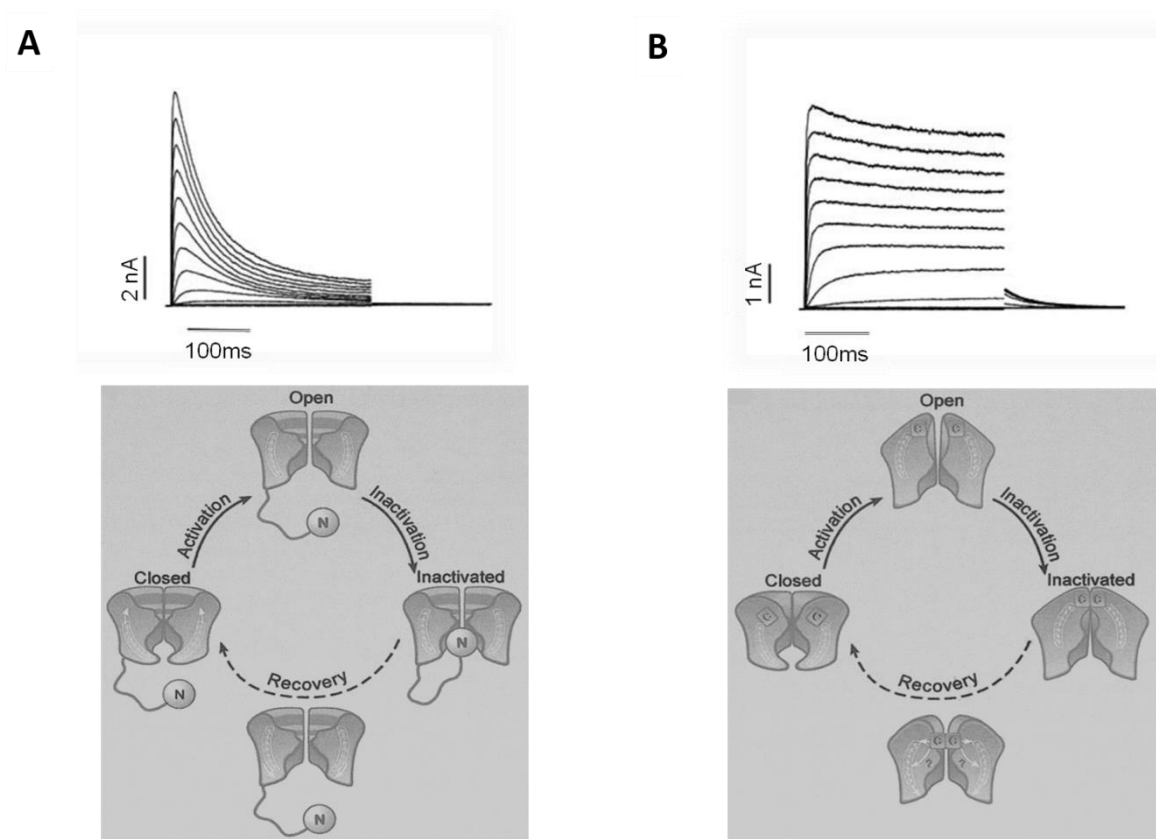 A
B
2 nA
100ms
1 nA
100ms
Open
Activation
Inactivation
N
Closed
Inactivated
N
N
Recovery
N
Open
C C
Activation
Inactivation
Closed
Inactivated
C C
C C
Recovery
C C
? ?